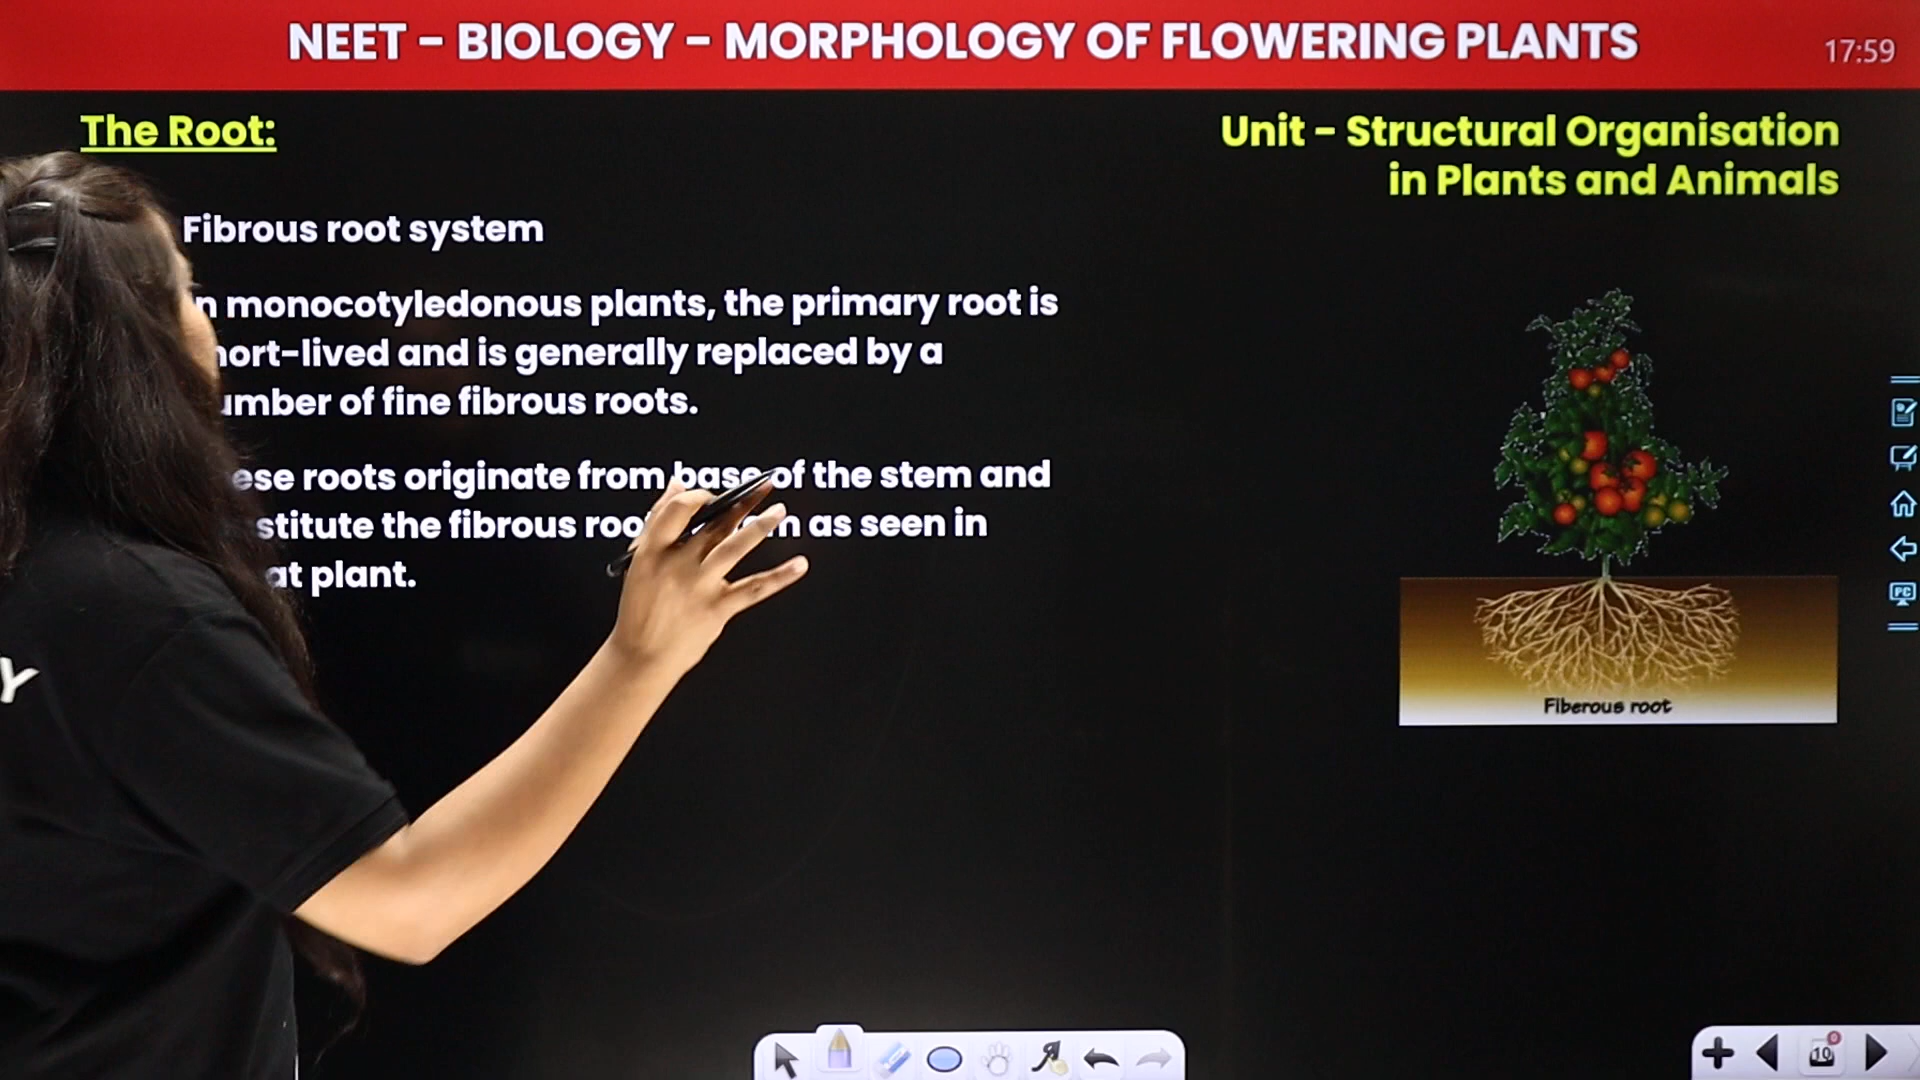 NEET - BIOLOGY - MORPHOLOGY OF FLOWERING PLANTS
17:59
The Root:
Unit - Structural Organisation
in Plants and Animals
Fibrous root system
n monocotyledonous plants, the primary root is
hort-lived and is generally replaced by a
umber of fine fibrous roots.
ese roots originate from base of the stem and
stitute the fibrous roo m as seen in
at plant.
Fiberous root
Y
PC
10
0